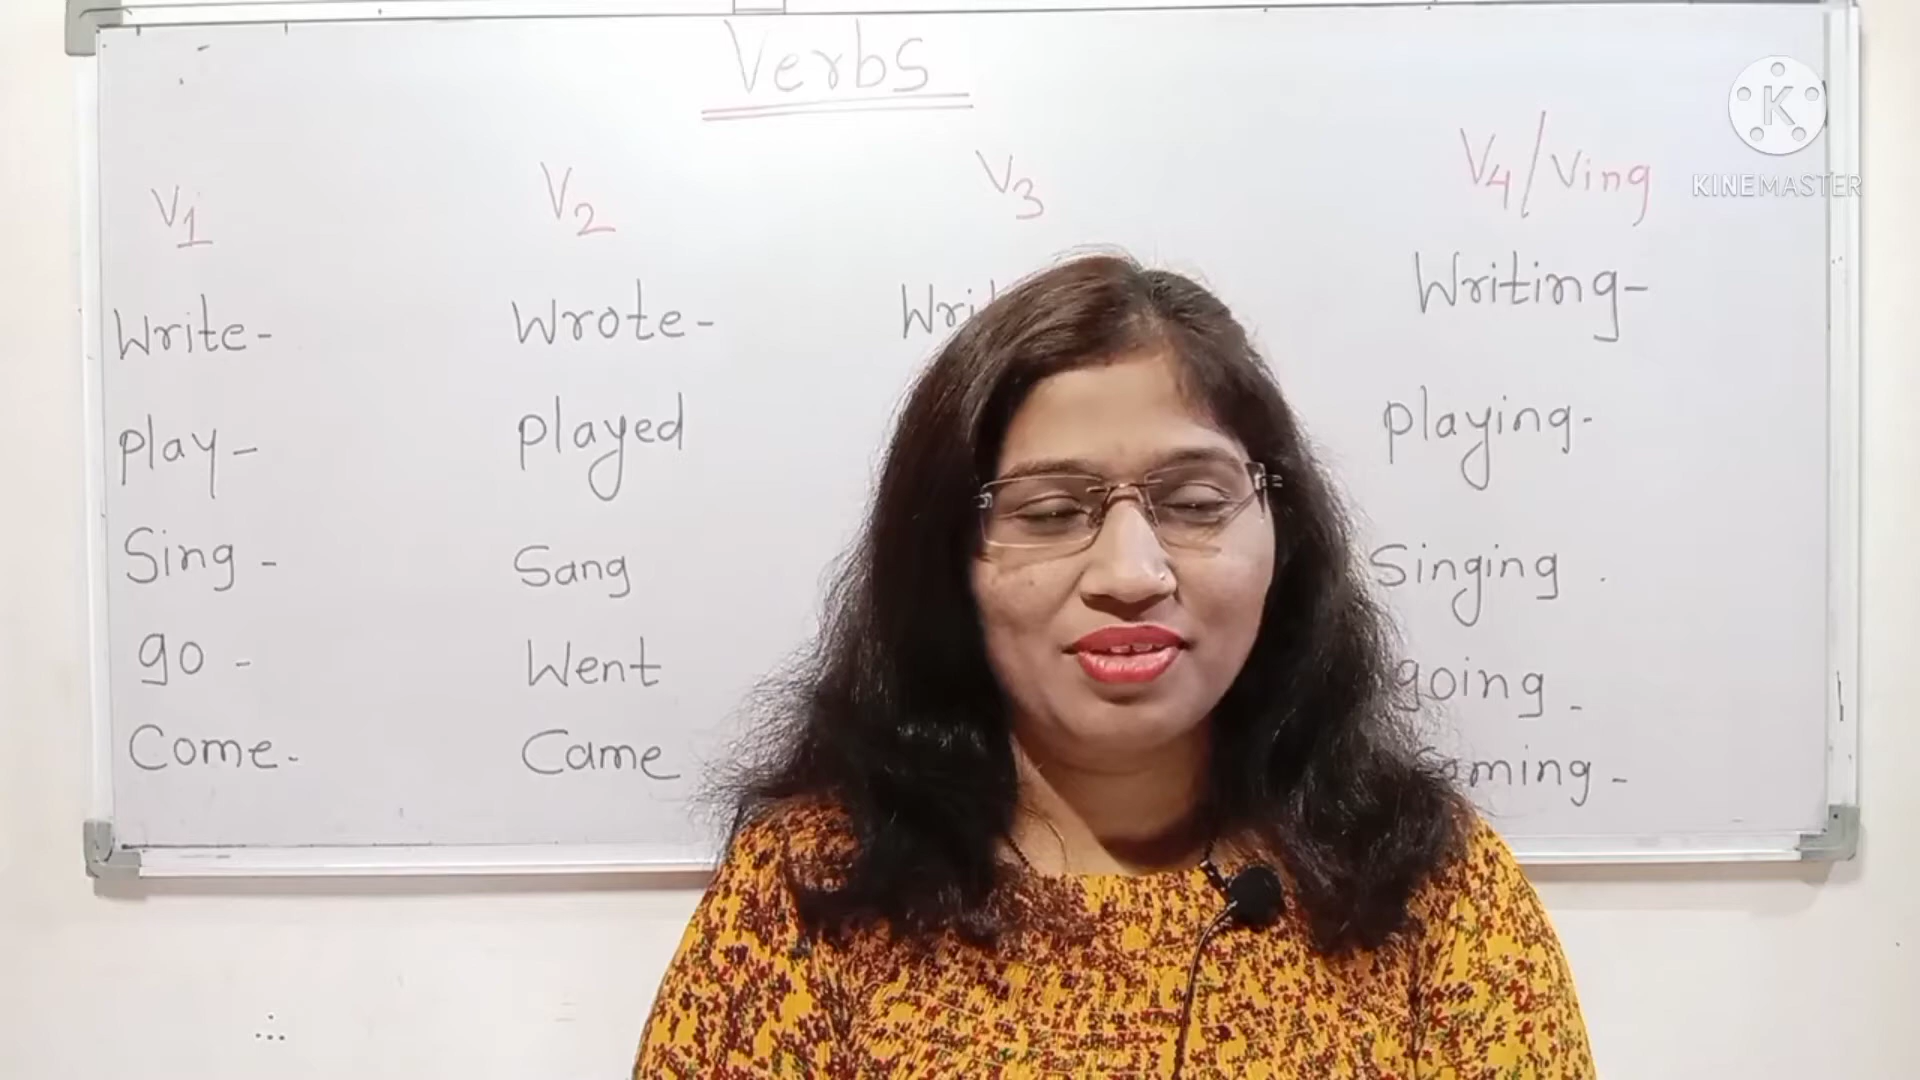 Verbs
V1 V2 V3 V4/Ving
Write- Wrote- Writing-
Play- Played Playing-
Sing- Sang Singing
go- Went going-
Come- Came
KINEMASTER